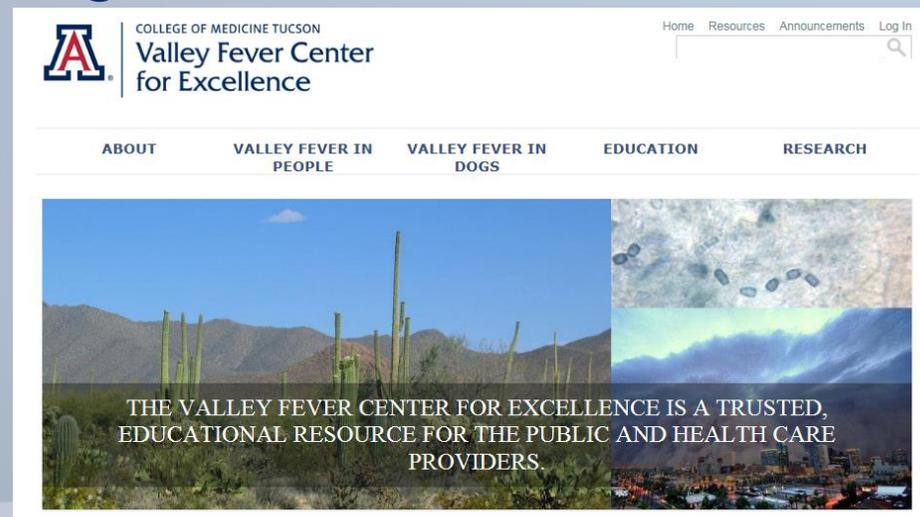 COLLEGE OF MEDICINE TUCSON
Valley Fever Center
for Excellence
Home Resources Announcements Log In
ABOUT
VALLEY FEVER IN
PEOPLE
VALLEY FEVER IN
DOGS
EDUCATION
RESEARCH
THE VALLEY FEVER CENTER FOR EXCELLENCE IS A TRUSTED,
EDUCATIONAL RESOURCE FOR THE PUBLIC AND HEALTH CARE
PROVIDERS.